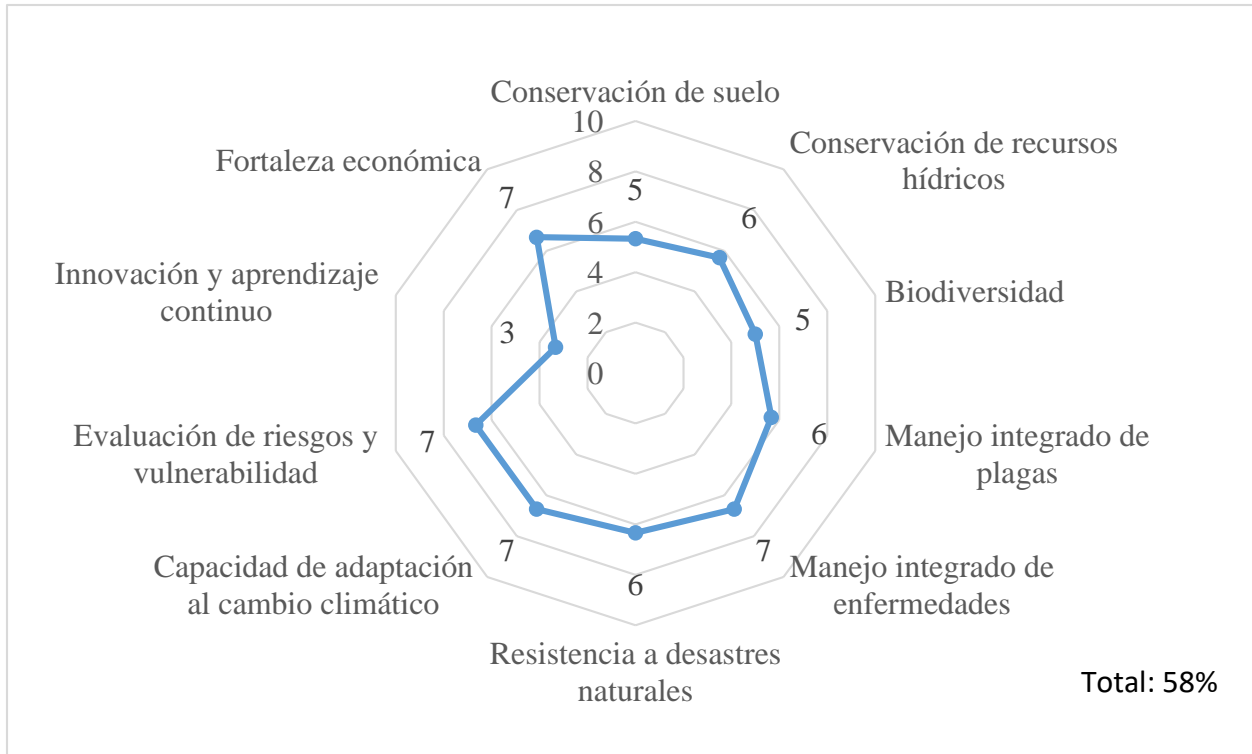 Conservación de suelo
10
8
6
4
2
0
5
Conservación de recursos
hídricos
6
Biodiversidad
5
Manejo integrado de
plagas
6
Manejo integrado de
enfermedades
7
Resistencia a desastres
naturales
6
Capacidad de adaptación
al cambio climático
7
Evaluación de riesgos y
vulnerabilidad
7
Innovación y aprendizaje
continuo
3
Fortaleza económica
7
Total: 58%